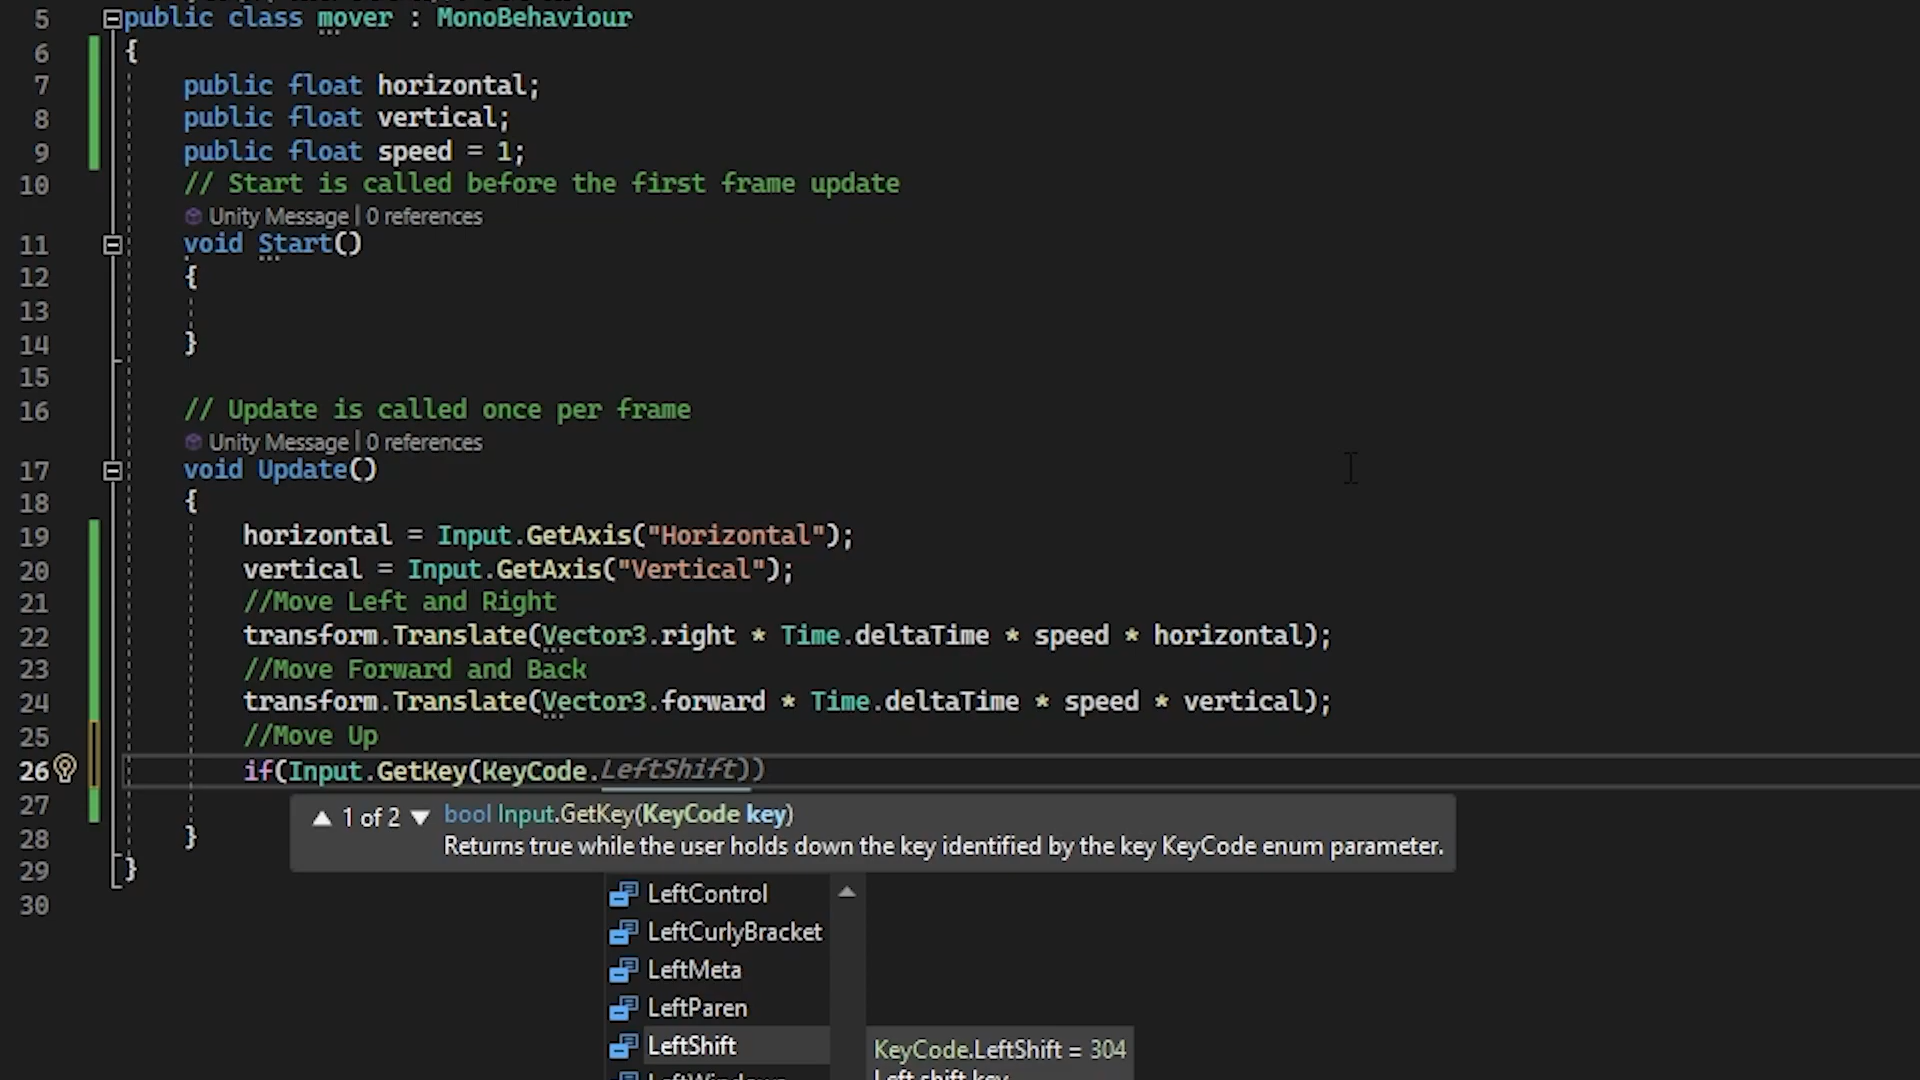 5 public class mover : MonoBehaviour
6 {
7 public float horizontal;
8 public float vertical;
9 public float speed = 1;
10 // Start is called before the first frame update
Unity Message | 0 references
11 void Start()
12 {
13
14 }
15
16 // Update is called once per frame
Unity Message | 0 references
17 void Update()
18 {
19 horizontal = Input.GetAxis("Horizontal");
20 vertical = Input.GetAxis("Vertical");
21 //Move Left and Right
22 transform.Translate(Vector3.right * Time.deltaTime * speed * horizontal);
23 //Move Forward and Back
24 transform.Translate(Vector3.forward * Time.deltaTime * speed * vertical);
25 //Move Up
26 if(Input.GetKey(KeyCode.LeftShift))
27 ▲ 1 of 2 ▼ bool Input.GetKey(KeyCode key)
Returns true while the user holds down the key identified by the key KeyCode enum parameter.
28 }
29 }
30
LeftControl
LeftCurlyBracket
LeftMeta
LeftParen
LeftShift
KeyCode.LeftShift = 304
Left shift key